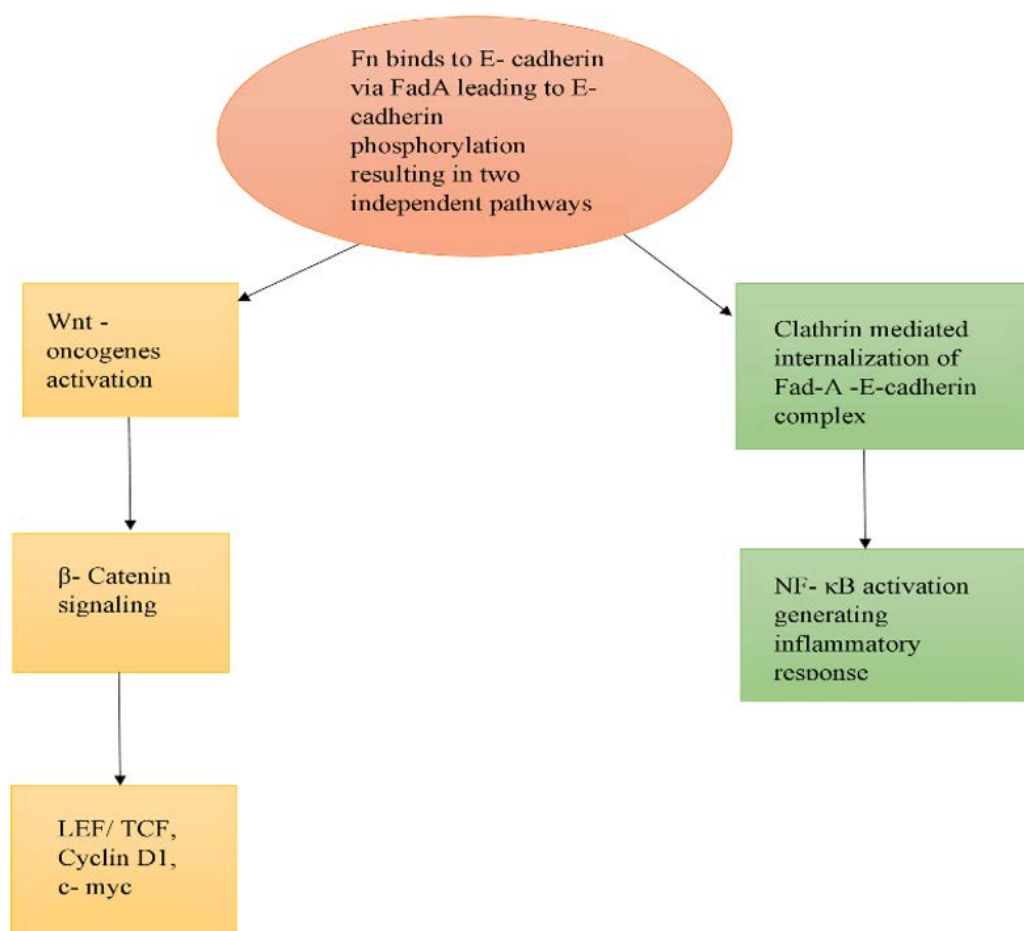 Fn binds to E- cadherin
via FadA leading to E-
cadherin
phosphorylation
resulting in two
independent pathways
Wnt -
oncogenes
activation
Clathrin mediated
internalization of
Fad-A -E-cadherin
complex
β- Catenin
signaling
NF- κB activation
generating
inflammatory
response
LEF/ TCF,
Cyclin D1,
c- myc